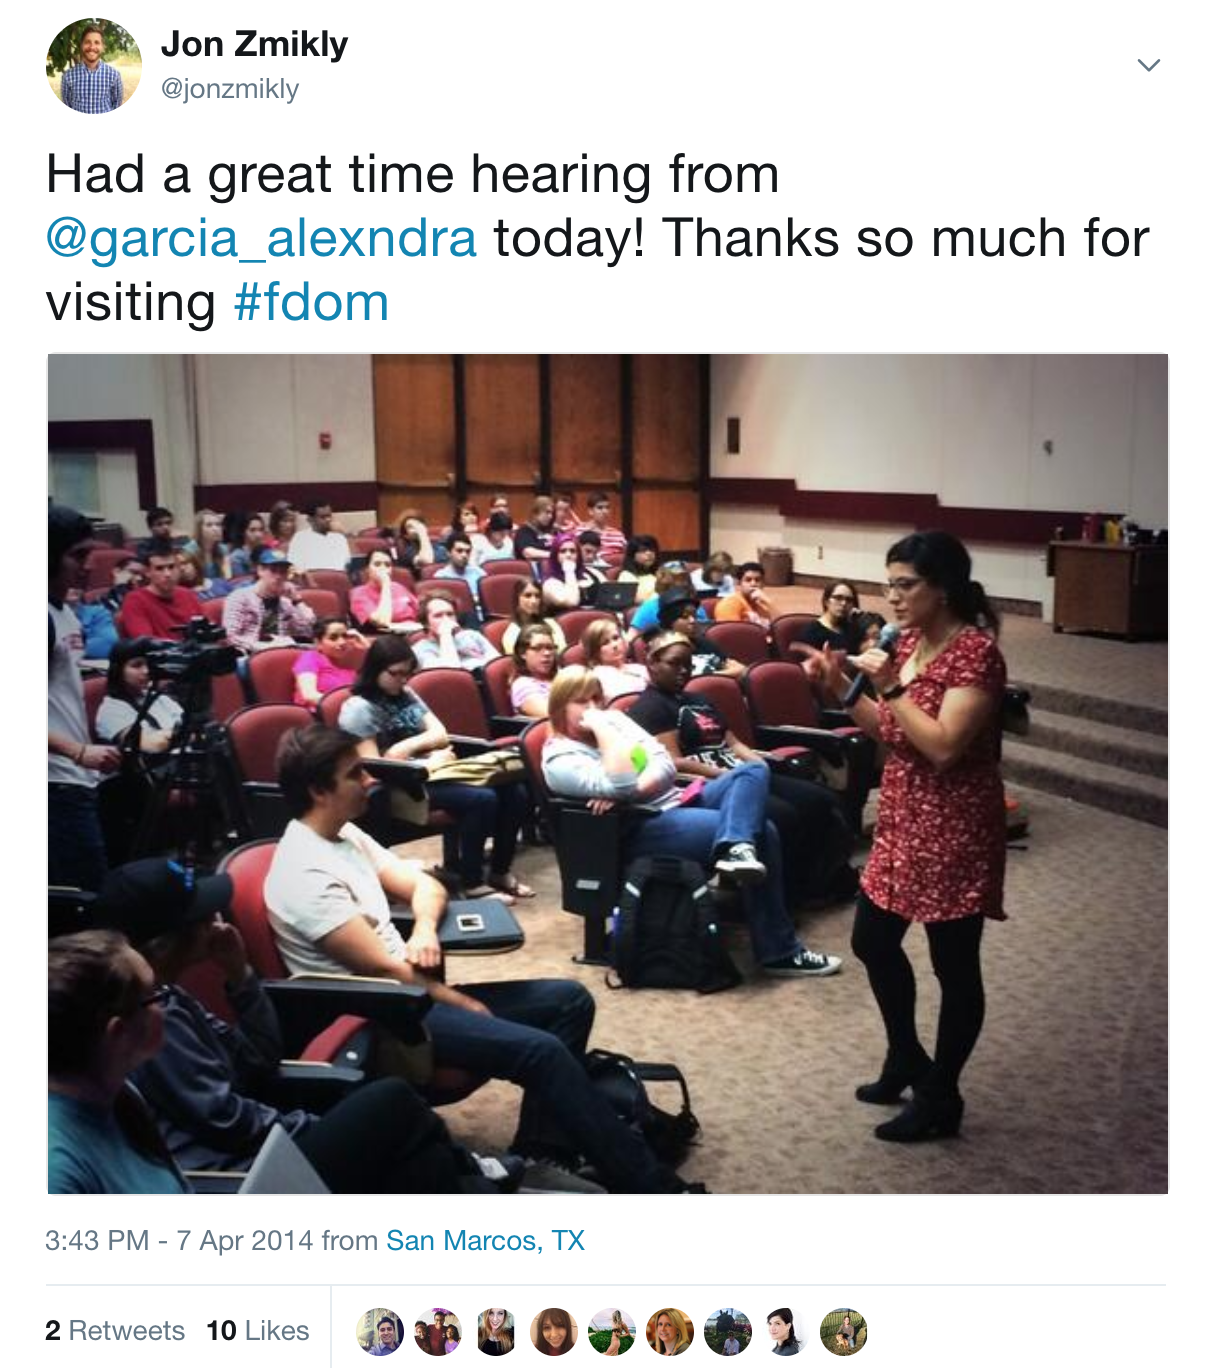 Jon Zmikly
@jonzmikly
Had a great time hearing from
@garcia_alexndra today! Thanks so much for
visiting #fdom
3:43 PM - 7 Apr 2014 from San Marcos, TX
2 Retweets 10 Likes